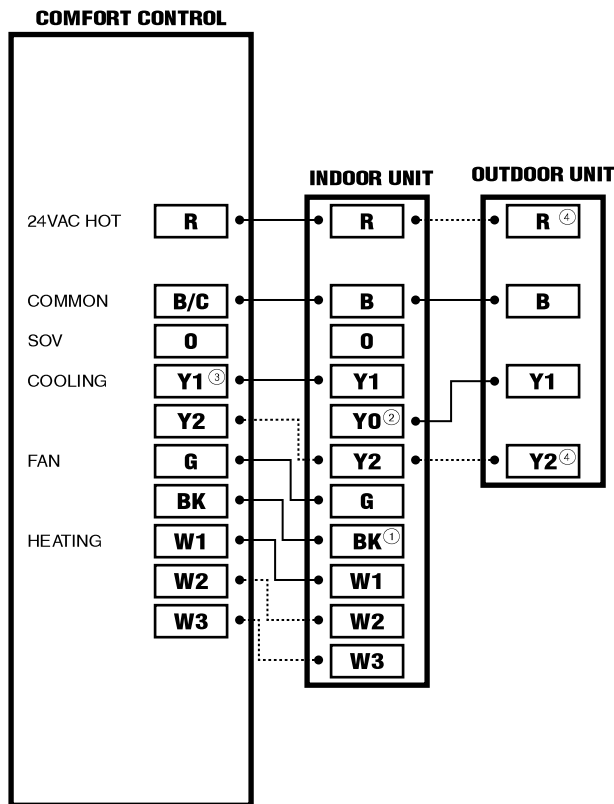 COMFORT CONTROL
INDOOR UNIT
OUTDOOR UNIT
24VAC HOT R R R ④
COMMON B/C B B
SOV O O
COOLING Y1 ③ Y1 Y1
Y2 Y0 ②
FAN G Y2 Y2 ④
BK G
HEATING W1 BK ①
W2 W1
W3 W2
W3